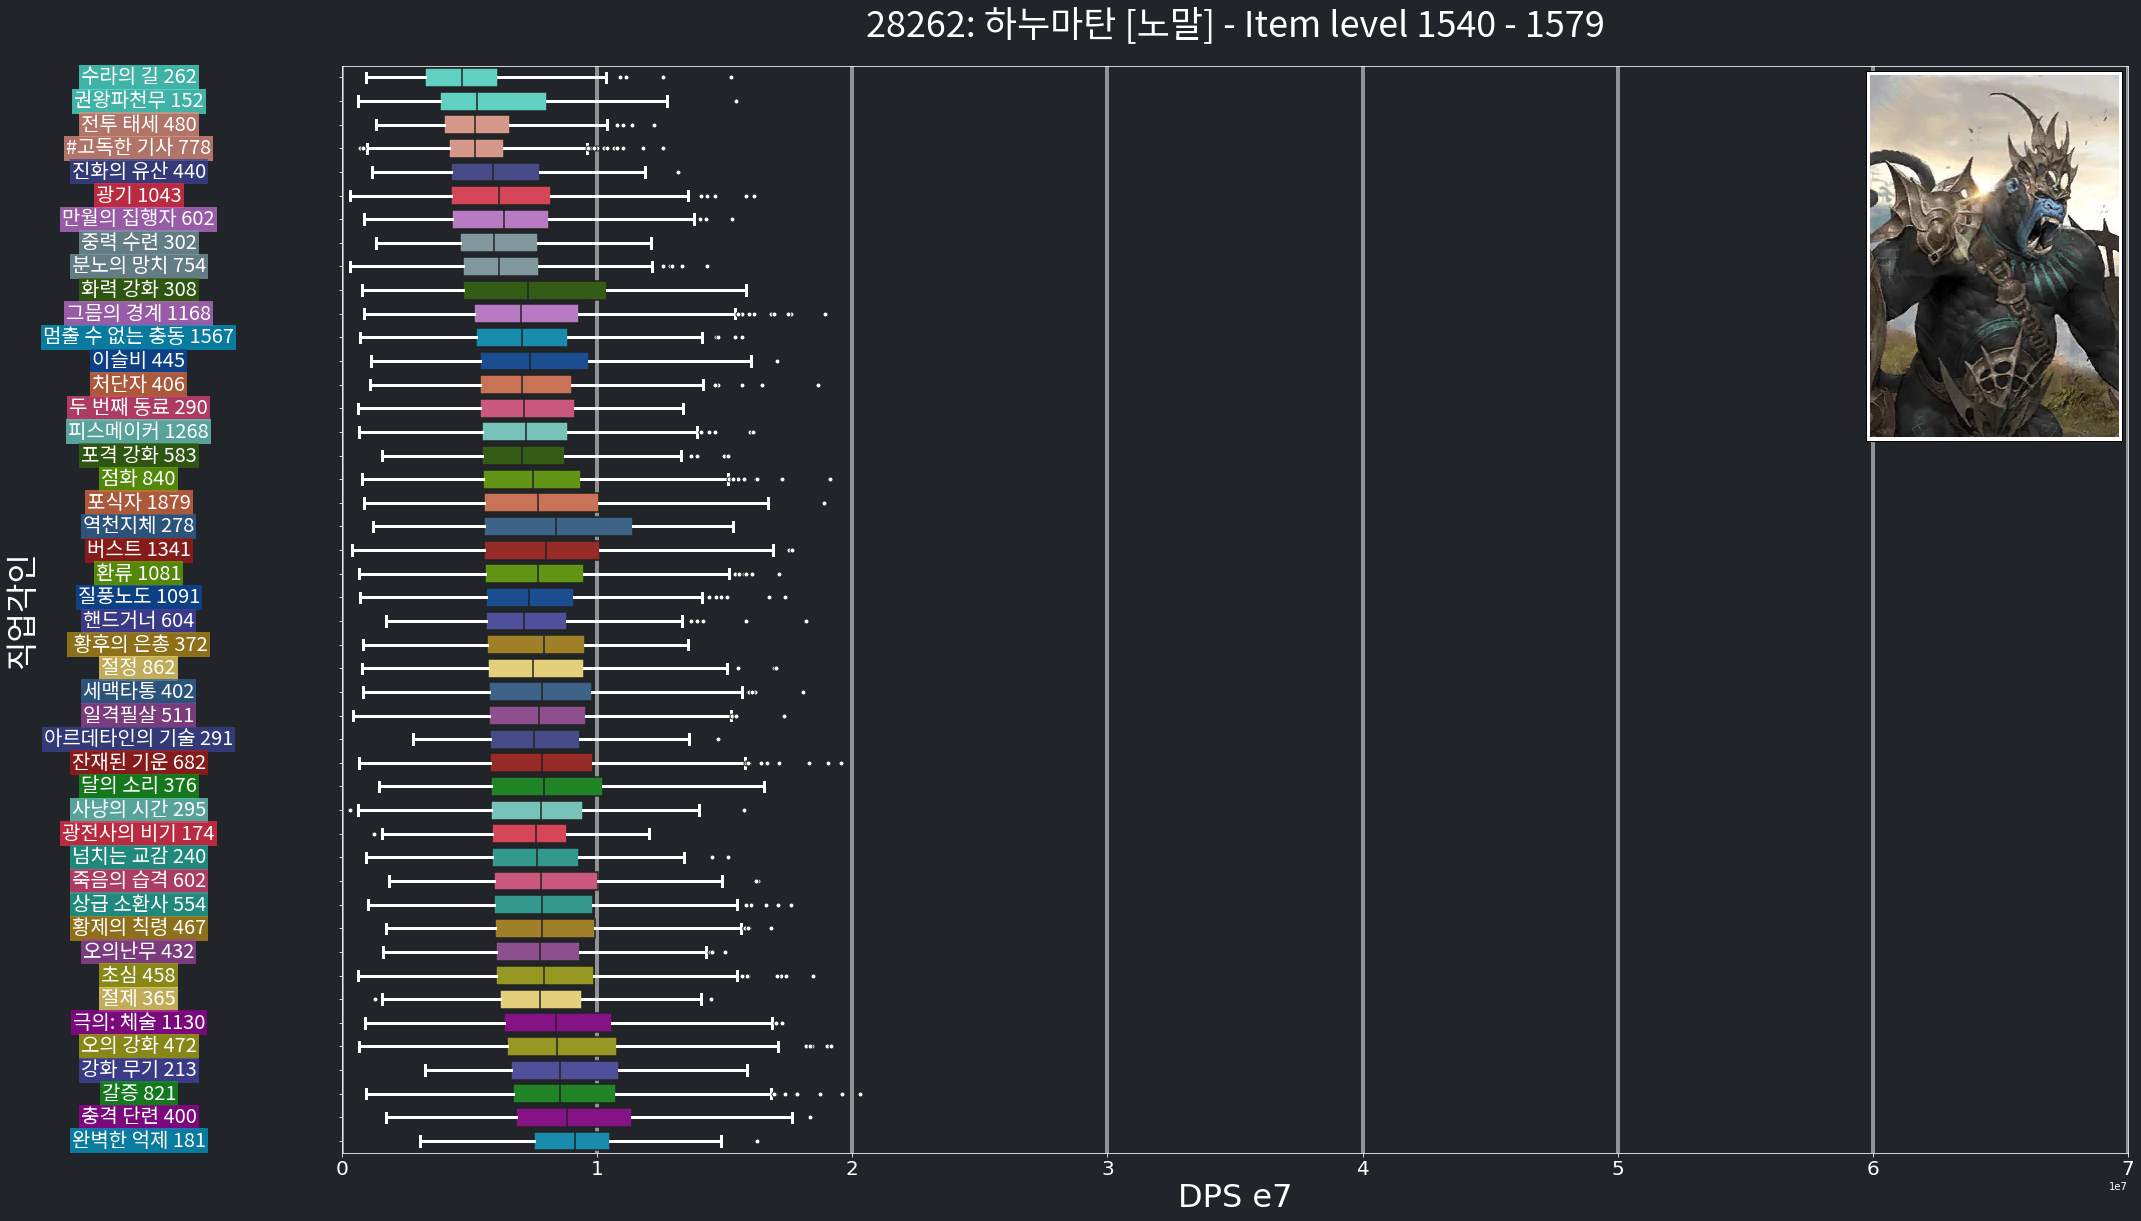 28262: 하누마탄 [노말] - Item level 1540 - 1579
직업각인
수라의 길 262
권왕파천무 152
전투 태세 480
#고독한 기사 778
진화의 유산 440
광기 1043
만월의 집행자 602
중력 수련 302
분노의 망치 754
화력 강화 308
그믐의 경계 1168
멈출 수 없는 충동 1567
이슬비 445
처단자 406
두 번째 동료 290
피스메이커 1268
포격 강화 583
점화 840
포식자 1879
역천지체 278
버스트 1341
환류 1081
질풍노도 1091
핸드거너 604
황후의 은총 372
절정 862
세맥타통 402
일격필살 511
아르데타인의 기술 291
잔재된 기운 682
달의 소리 376
사냥의 시간 295
광전사의 비기 174
넘치는 교감 240
죽음의 습격 602
상급 소환사 554
황제의 칙령 467
오의난무 432
초심 458
절제 365
극의: 체술 1130
오의 강화 472
강화 무기 213
갈증 821
충격 단련 400
완벽한 억제 181
0 1 2 3 4 5 6 7
1e7
DPS e7